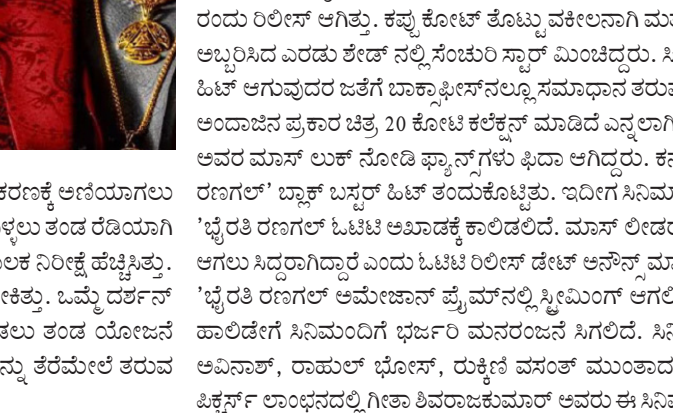 ಕರಣಕ್ಕೆ ಅಣಿಯಾಗಲು
ಳ್ಳಲು ತಂಡ ರೆಡಿಯಾಗಿ
ಲಕ ನಿರೀಕ್ಷೆ ಹೆಚ್ಚಿಸಿತ್ತು.
ಕಿತ್ತು. ಒಮ್ಮೆ ದರ್ಶನ್
ಡಲು ತಂಡ ಯೋಜನೆ
ನ್ನು ತೆರೆಮೇಲೆ ತರುವ
ರಂದು ರಿಲೀಸ್ ಆಗಿತ್ತು. ಕಪ್ಪು ಕೋಟ್ ತೊಟ್ಟು ವಕೀಲನಾಗಿ ಮ
ಅಬ್ಬರಿಸಿದ ಎರಡು ಶೇಡ್ ನಲ್ಲಿ ಸೆಂಚುರಿ ಸ್ಟಾರ್ ಮಿಂಚಿದ್ದರು. ಸಿ
ಹಿಟ್ ಆಗುವುದರ ಜತೆಗೆ ಬಾಕ್ಸಾಫೀಸ್‌ನಲ್ಲೂ ಸಮಾಧಾನ ತರು
ಅಂದಾಜಿನ ಪ್ರಕಾರ ಚಿತ್ರ 20 ಕೋಟಿ ಕಲೆಕ್ಷನ್ ಮಾಡಿದೆ ಎನ್ನಲಾಗಿ
ಅವರ ಮಾಸ್ ಲುಕ್ ನೋಡಿ ಫ್ಯಾನ್ಸ್‌ಗಳು ಫಿದಾ ಆಗಿದ್ದರು. ಕನ
ರಣಗಲ್' ಬ್ಲಾಕ್ ಬಸ್ಟರ್ ಹಿಟ್ ತಂದುಕೊಟ್ಟಿತು. ಇದೀಗ ಸಿನಿಮಾ
'ಭೈರತಿ ರಣಗಲ್ ಓಟಿಟಿ ಅಖಾಡಕ್ಕೆ ಕಾಲಿಡಲಿದೆ. ಮಾಸ್ ಲೀಡರ
ಆಗಲು ಸಿದ್ದರಾಗಿದ್ದಾರೆ ಎಂದು ಓಟಿಟಿ ರಿಲೀಸ್ ಡೇಟ್ ಅನೌನ್ಸ್ ಮಾ
'ಭೈರತಿ ರಣಗಲ್ ಅಮೇಜಾನ್ ಪ್ರೈಮ್‌ನಲ್ಲಿ ಸ್ಟ್ರೀಮಿಂಗ್ ಆಗಲಿ
ಹಾಲಿಡೇಗೆ ಸಿನಿಮಂದಿಗೆ ಭರ್ಜರಿ ಮನರಂಜನೆ ಸಿಗಲಿದೆ. ಸಿನಿ
ಅವಿನಾಶ್, ರಾಹುಲ್ ಭೋಸ್, ರುಕ್ಮಿಣಿ ವಸಂತ್ ಮುಂತಾದ
ಪಿಕ್ಚರ್ಸ್ ಲಾಂಛನದಲ್ಲಿ ಗೀತಾ ಶಿವರಾಜಕುಮಾರ್ ಅವರು ಈ ಸಿನಿಮ